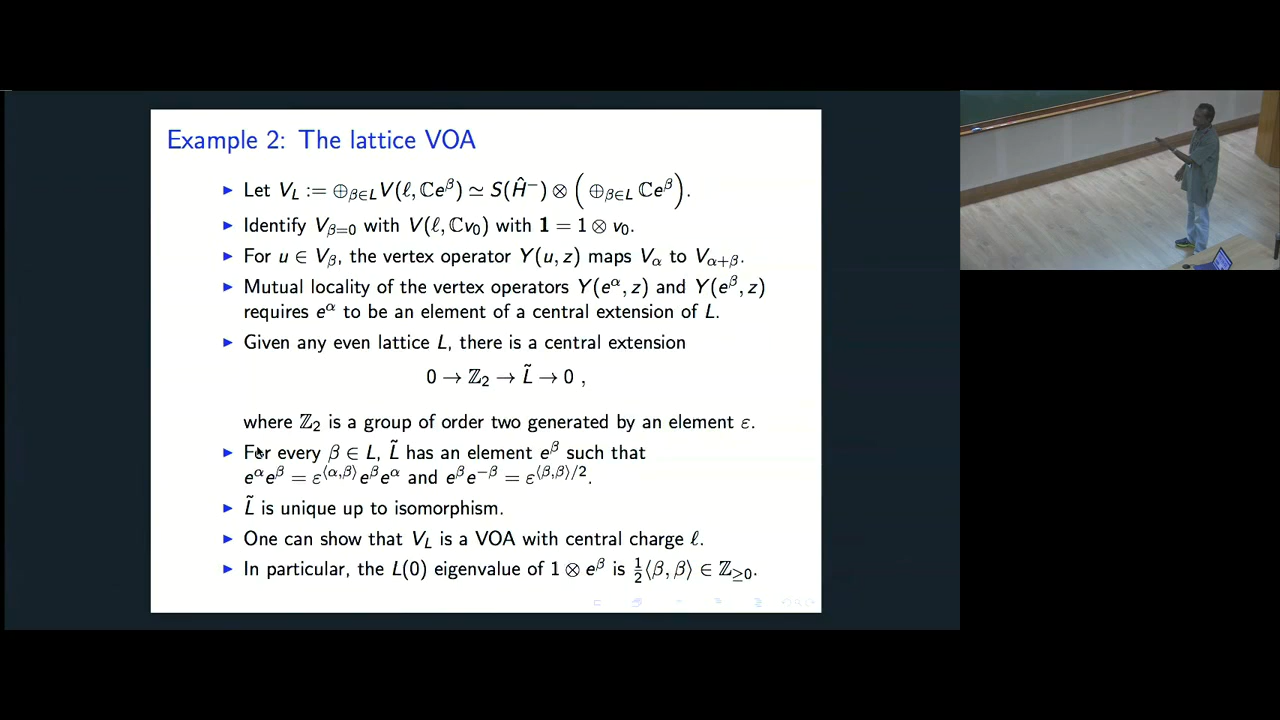 Example 2: The lattice VOA
▶ Let V_L := ⊕_{β∈L} V(ℓ, ℂe^β) ≃ S(Ĥ^−) ⊗ (⊕_{β∈L} ℂe^β).
▶ Identify V_{β=0} with V(ℓ, ℂv_0) with 𝟏 = 1 ⊗ v_0.
▶ For u ∈ V_β, the vertex operator Y(u, z) maps V_α to V_{α+β}.
▶ Mutual locality of the vertex operators Y(e^α, z) and Y(e^β, z)
requires e^α to be an element of a central extension of L.
▶ Given any even lattice L, there is a central extension
0 → ℤ_2 → L̃ → 0 ,
where ℤ_2 is a group of order two generated by an element ε.
▶ For every β ∈ L, L̃ has an element e^β such that
e^α e^β = ε^{⟨α,β⟩} e^β e^α and e^β e^{−β} = ε^{⟨β,β⟩/2}.
▶ L̃ is unique up to isomorphism.
▶ One can show that V_L is a VOA with central charge ℓ.
▶ In particular, the L(0) eigenvalue of 1 ⊗ e^β is ½⟨β, β⟩ ∈ ℤ_{≥0}.